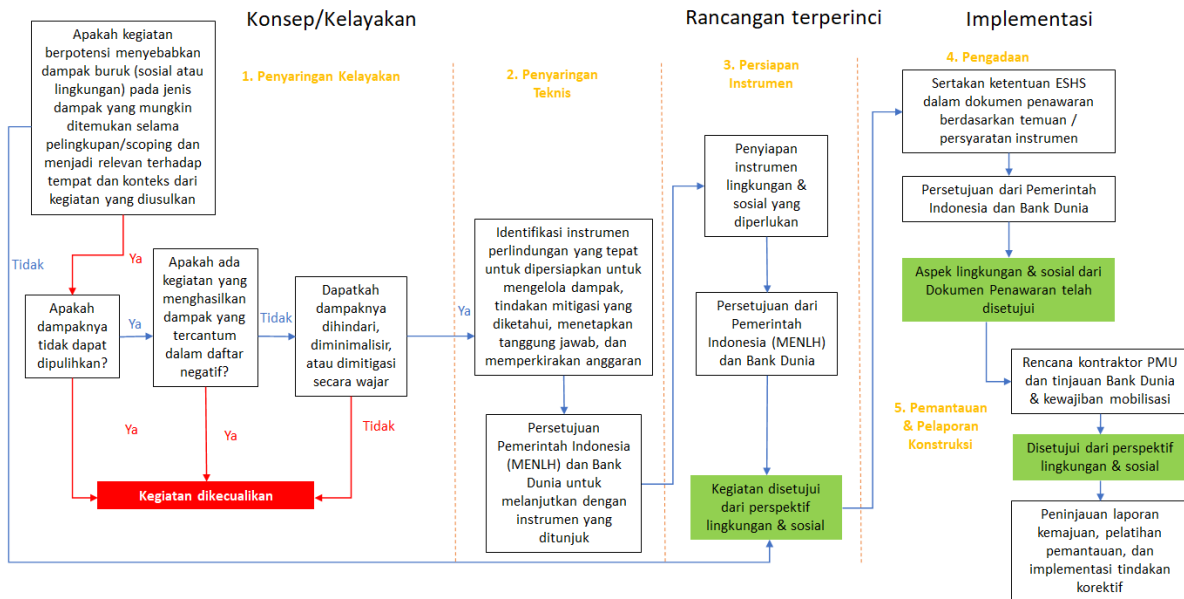 Konsep/Kelayakan
Rancangan terperinci
Implementasi
Apakah kegiatan
berpotensi menyebabkan
dampak buruk (sosial atau
lingkungan) pada jenis
dampak yang mungkin
ditemukan selama
pelingkupan/scoping dan
menjadi relevan terhadap
tempat dan konteks dari
kegiatan yang diusulkan
1. Penyaringan Kelayakan
2. Penyaringan
Teknis
3. Persiapan
Instrumen
4. Pengadaan
Tidak
Ya
Apakah
dampaknya
tidak dapat
dipulihkan?
Ya
Apakah ada
kegiatan yang
menghasilkan
dampak yang
tercantum
dalam daftar
negatif?
Tidak
Dapatkah
dampaknya
dihindari,
diminimalisir,
atau dimitigasi
secara wajar
Ya
Ya
Ya
Tidak
Kegiatan dikecualikan
Identifikasi instrumen
perlindungan yang tepat
untuk dipersiapkan untuk
mengelola dampak,
tindakan mitigasi yang
diketahui, menetapkan
tanggung jawab, dan
memperkirakan anggaran
Persetujuan
Pemerintah Indonesia
(MENLH) dan Bank
Dunia untuk
melanjutkan dengan
instrumen yang
ditunjuk
Penyiapan
instrumen
lingkungan &
sosial yang
diperlukan
Persetujuan dari
Pemerintah
Indonesia (MENLH)
dan Bank Dunia
Kegiatan disetujui
dari perspektif
lingkungan & sosial
Sertakan ketentuan ESHS
dalam dokumen penawaran
berdasarkan temuan /
persyaratan instrumen
Persetujuan dari Pemerintah
Indonesia dan Bank Dunia
Aspek lingkungan & sosial dari
Dokumen Penawaran telah
disetujui
Rencana kontraktor PMU
dan tinjauan Bank Dunia
& kewajiban mobilisasi
5. Pemantauan
& Pelaporan
Konstruksi
Disetujui dari perspektif
lingkungan & sosial
Peninjauan laporan
kemajuan, pelatihan
pemantauan, dan
implementasi tindakan
korektif